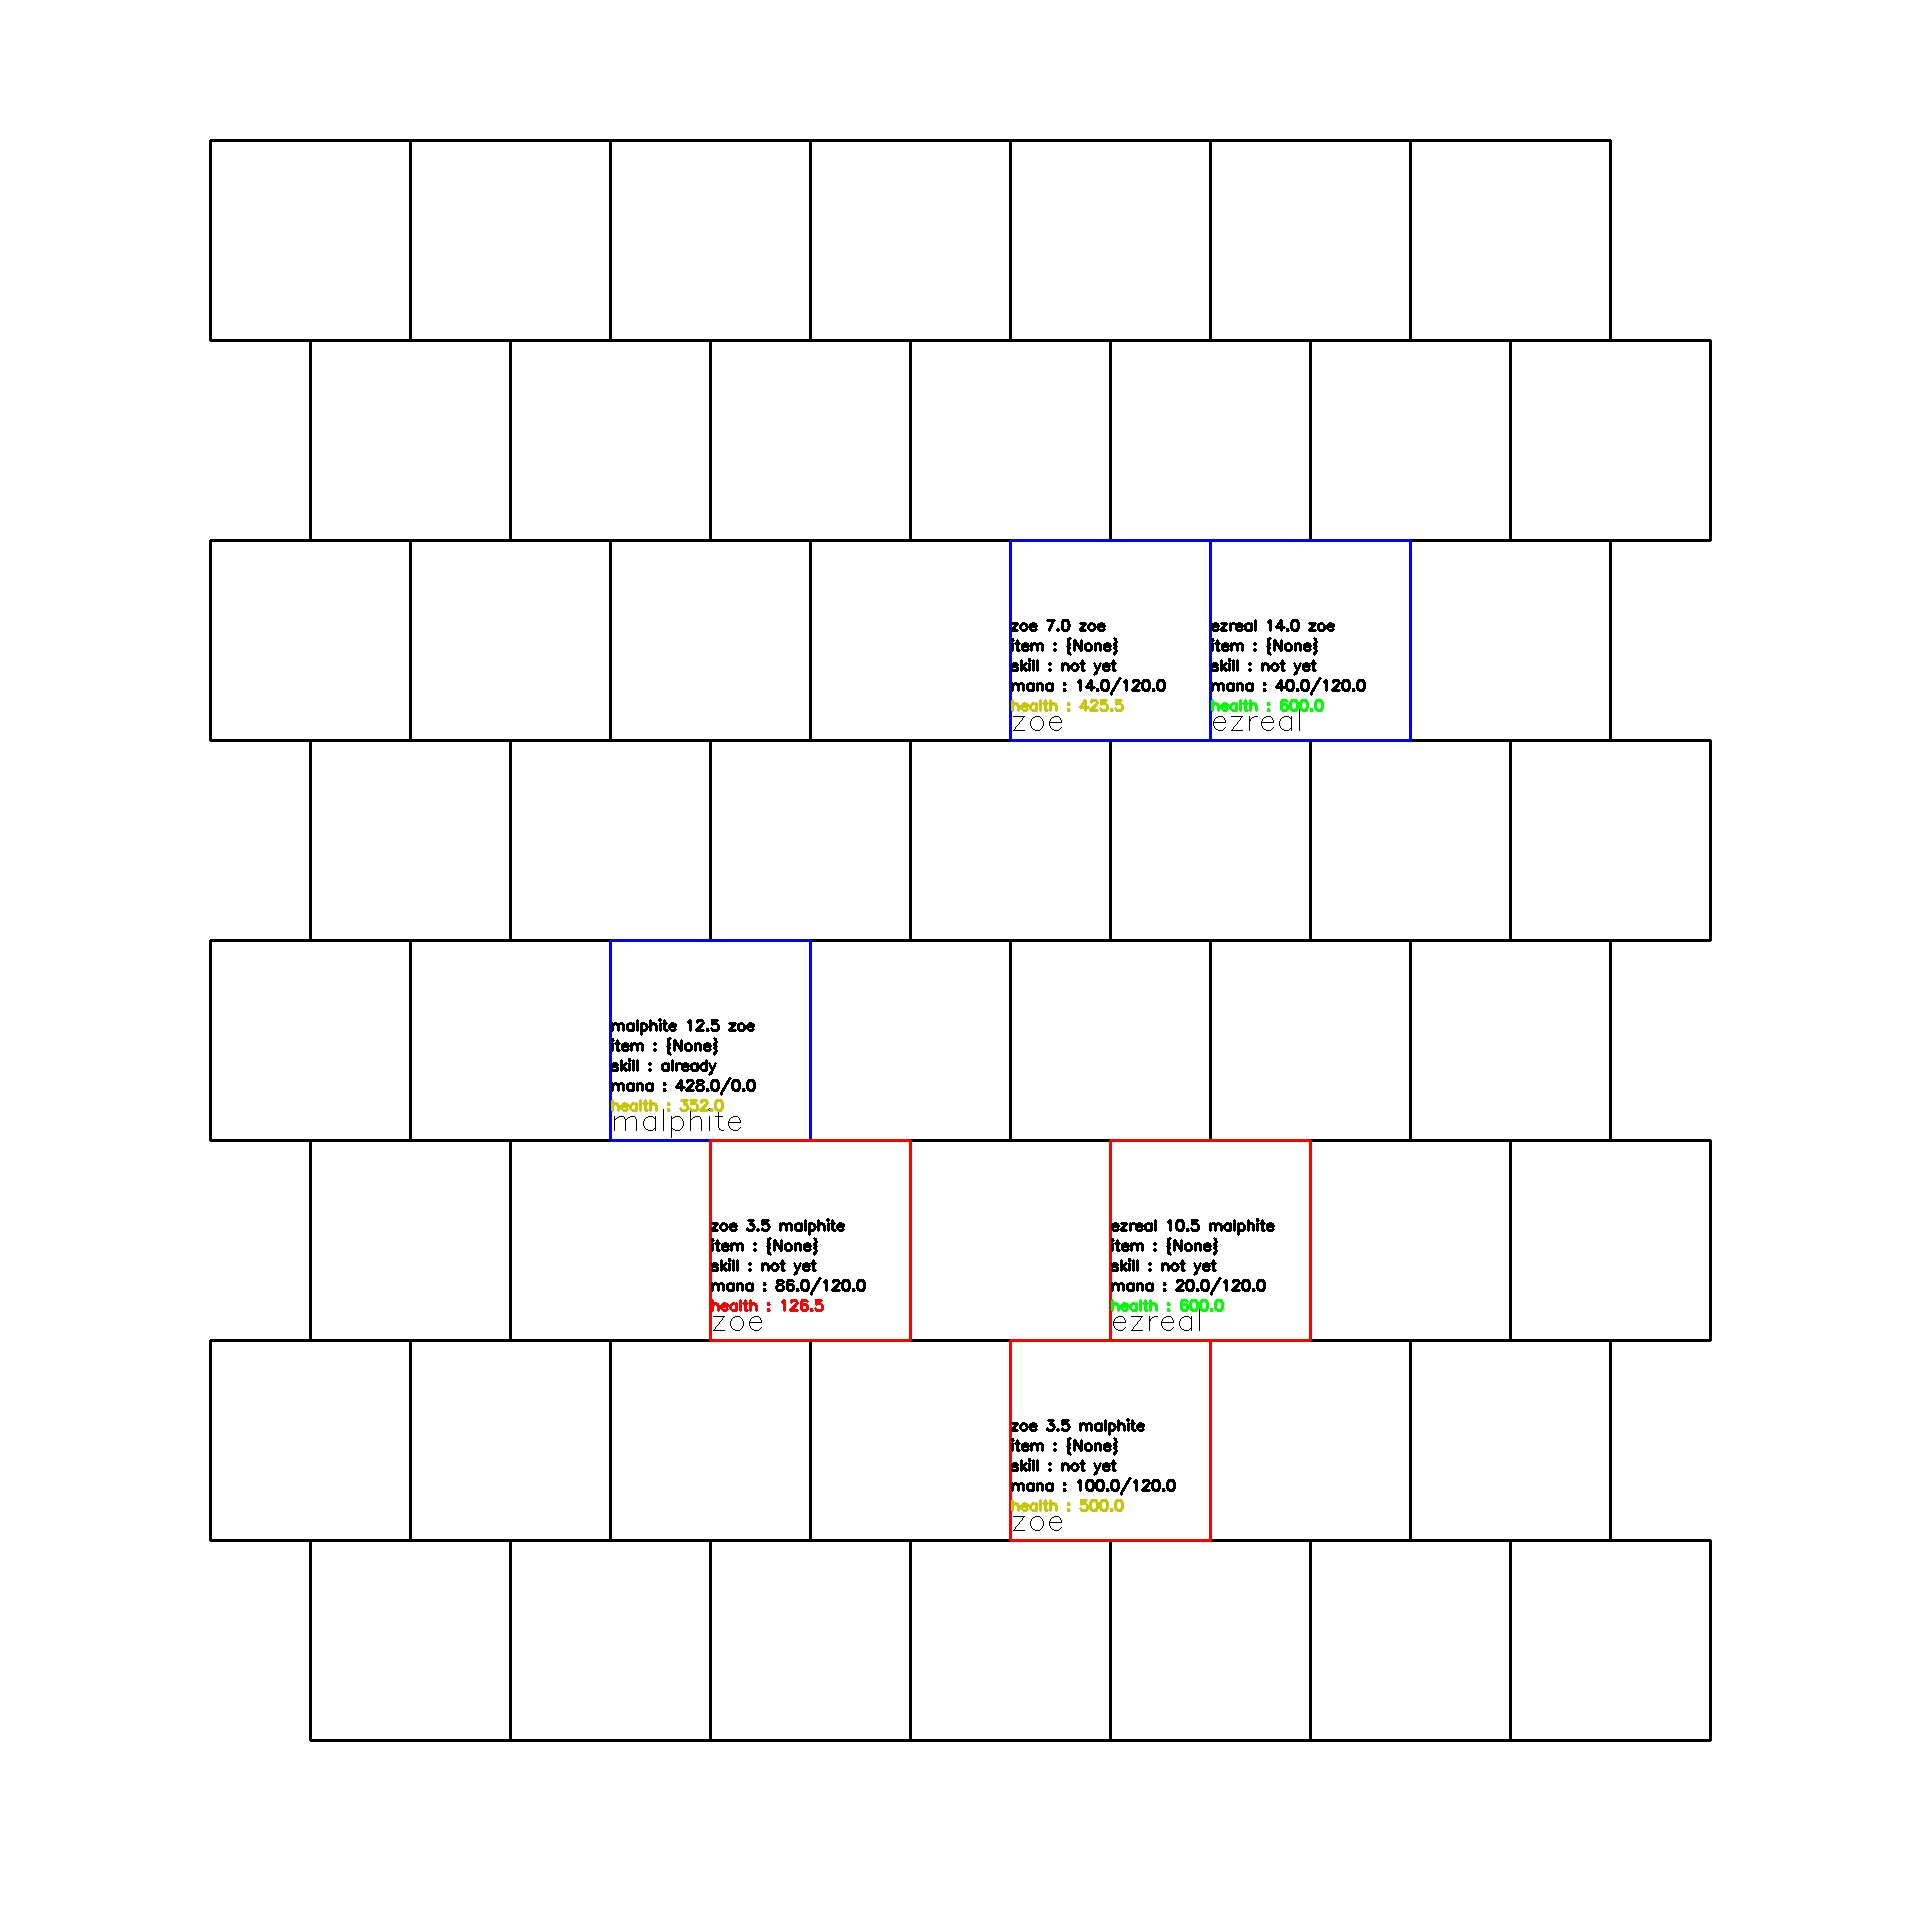 zoe 7.0 zoe
item : {None}
skill : not yet
mana : 14.0/120.0
health : 425.5
zoe
ezreal 14.0 zoe
item : {None}
skill : not yet
mana : 40.0/120.0
health : 600.0
ezreal
malphite 12.5 zoe
item : {None}
skill : already
mana : 428.0/0.0
health : 352.0
malphite
zoe 3.5 malphite
item : {None}
skill : not yet
mana : 86.0/120.0
health : 126.5
zoe
ezreal 10.5 malphite
item : {None}
skill : not yet
mana : 20.0/120.0
health : 600.0
ezreal
zoe 3.5 malphite
item : {None}
skill : not yet
mana : 100.0/120.0
health : 500.0
zoe